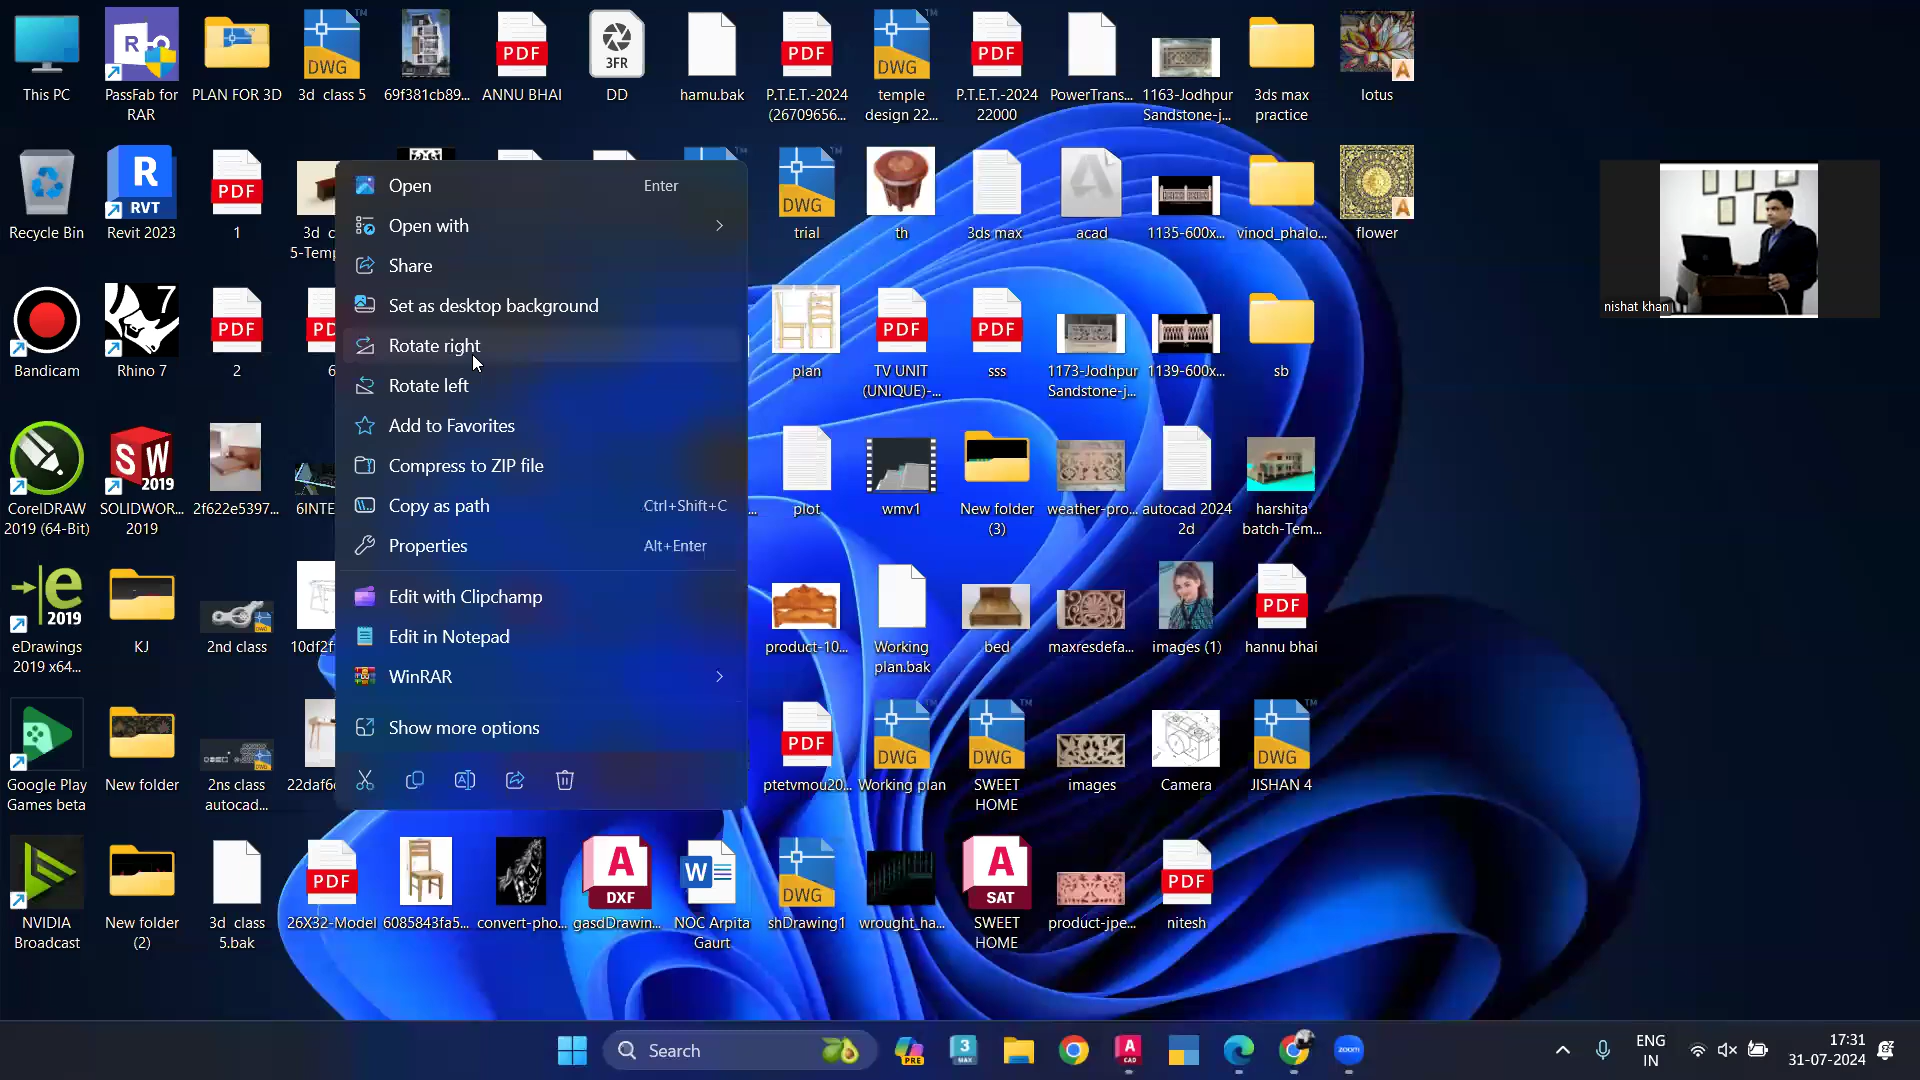 This PC
PassFab for
RAR
PLAN FOR 3D
3d class 5
69f381cb89...
ANNU BHAI
DD
hamu.bak
P.T.E.T.-2024
(26709656...
temple
design 22...
P.T.E.T.-2024
22000
PowerTrans...
1163-Jodhpur
Sandstone-j...
3ds max
practice
lotus
Recycle Bin
Revit 2023
1
trial
th
3ds max
acad
1135-600x...
vinod_phalo...
flower
Bandicam
Rhino 7
2
plan
TV UNIT
(UNIQUE)-...
sss
1173-Jodhpur
Sandstone-j...
1139-600x...
sb
CorelDRAW
2019 (64-Bit)
SOLIDWOR...
2019
2f622e5397...
plot
wmv1
New folder
(3)
weather-pro...
autocad 2024
2d
harshita
batch-Tem...
eDrawings
2019 x64...
KJ
2nd class
product-10...
Working
plan.bak
bed
maxresdefa...
images (1)
hannu bhai
Google Play
Games beta
New folder
2ns class
autocad...
ptetvmou20...
Working plan
SWEET
HOME
images
Camera
JISHAN 4
NVIDIA
Broadcast
New folder
(2)
3d class
5.bak
26X32-Model
6085843fa5...
convert-pho...
gasdDrawin...
NOC Arpita
Gaurt
shDrawing1
wrought_ha...
SWEET
HOME
product-jpe...
nitesh
Open Enter
Open with
Share
Set as desktop background
Rotate right
Rotate left
Add to Favorites
Compress to ZIP file
Copy as path Ctrl+Shift+C
Properties Alt+Enter
Edit with Clipchamp
Edit in Notepad
WinRAR
Show more options
nishat khan
Search
ENG
IN
17:31
31-07-2024